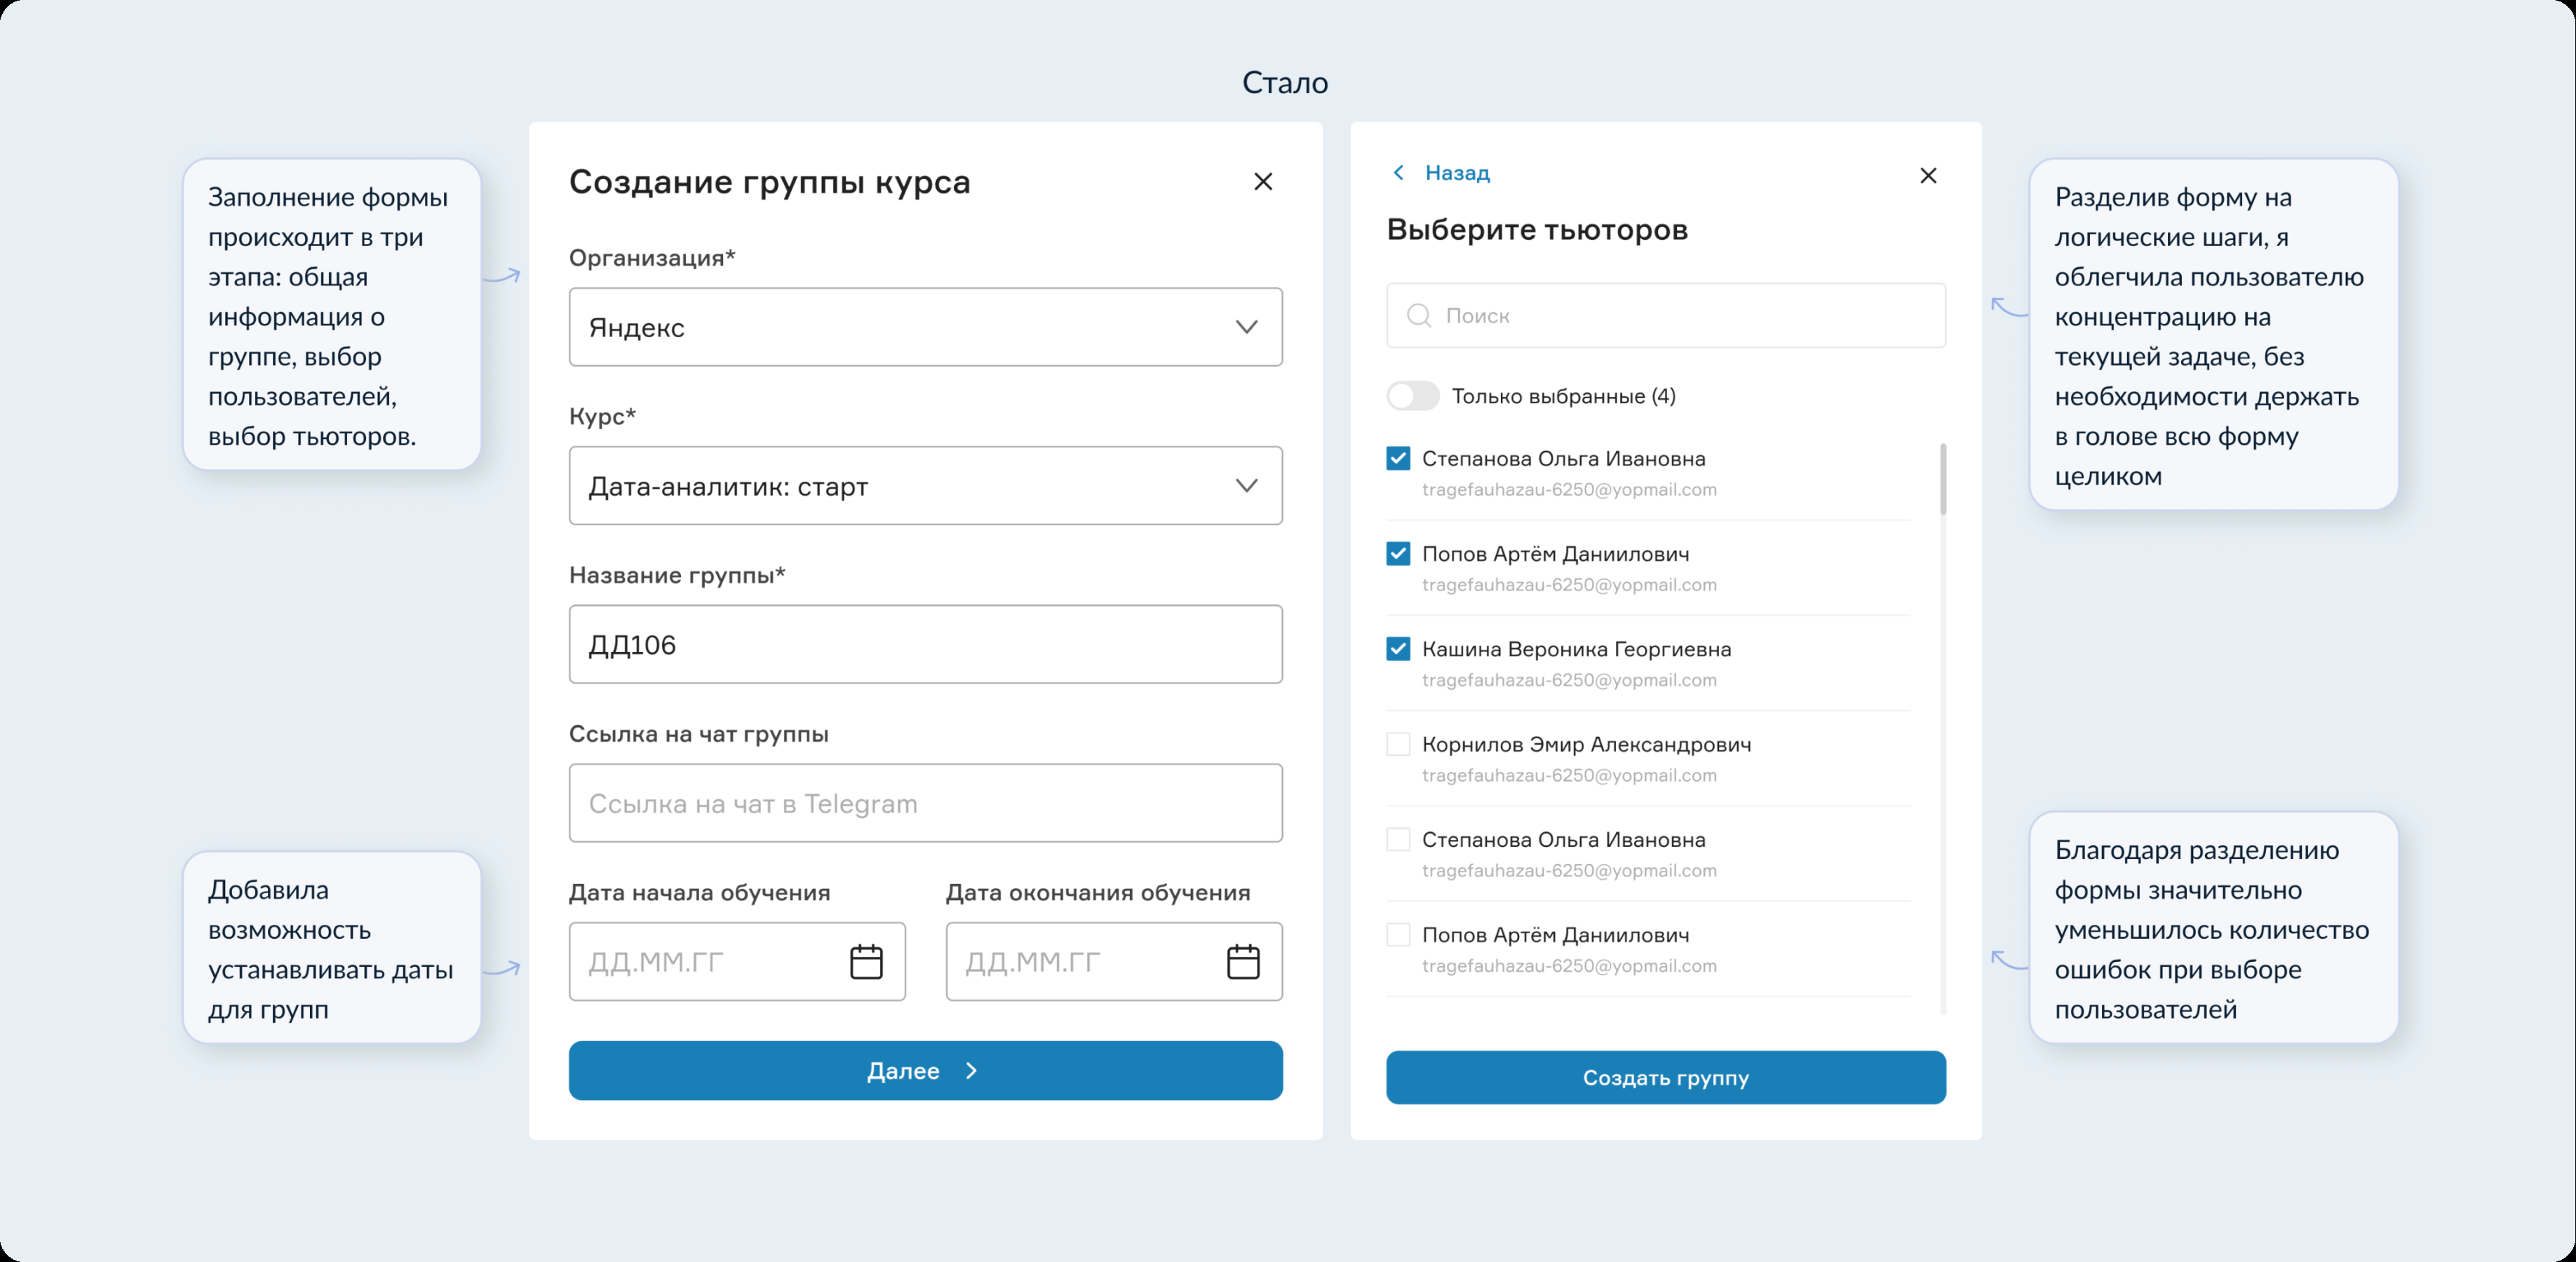 Стало
Заполнение формы
происходит в три
этапа: общая
информация о
группе, выбор
пользователей,
выбор тьюторов.
Добавила
возможность
устанавливать даты
для групп
Создание группы курса
Организация*
Яндекс
Курс*
Дата-аналитик: старт
Название группы*
ДД106
Ссылка на чат группы
Ссылка на чат в Telegram
Дата начала обучения
ДД.ММ.ГГ
Дата окончания обучения
ДД.ММ.ГГ
Далее
Назад
Выберите тьюторов
Поиск
Только выбранные (4)
Степанова Ольга Ивановна
tragefauhazau-6250@yopmail.com
Попов Артём Даниилович
tragefauhazau-6250@yopmail.com
Кашина Вероника Георгиевна
tragefauhazau-6250@yopmail.com
Корнилов Эмир Александрович
tragefauhazau-6250@yopmail.com
Степанова Ольга Ивановна
tragefauhazau-6250@yopmail.com
Попов Артём Даниилович
tragefauhazau-6250@yopmail.com
Создать группу
Разделив форму на
логические шаги, я
облегчила пользователю
концентрацию на
текущей задаче, без
необходимости держать
в голове всю форму
целиком
Благодаря разделению
формы значительно
уменьшилось количество
ошибок при выборе
пользователей